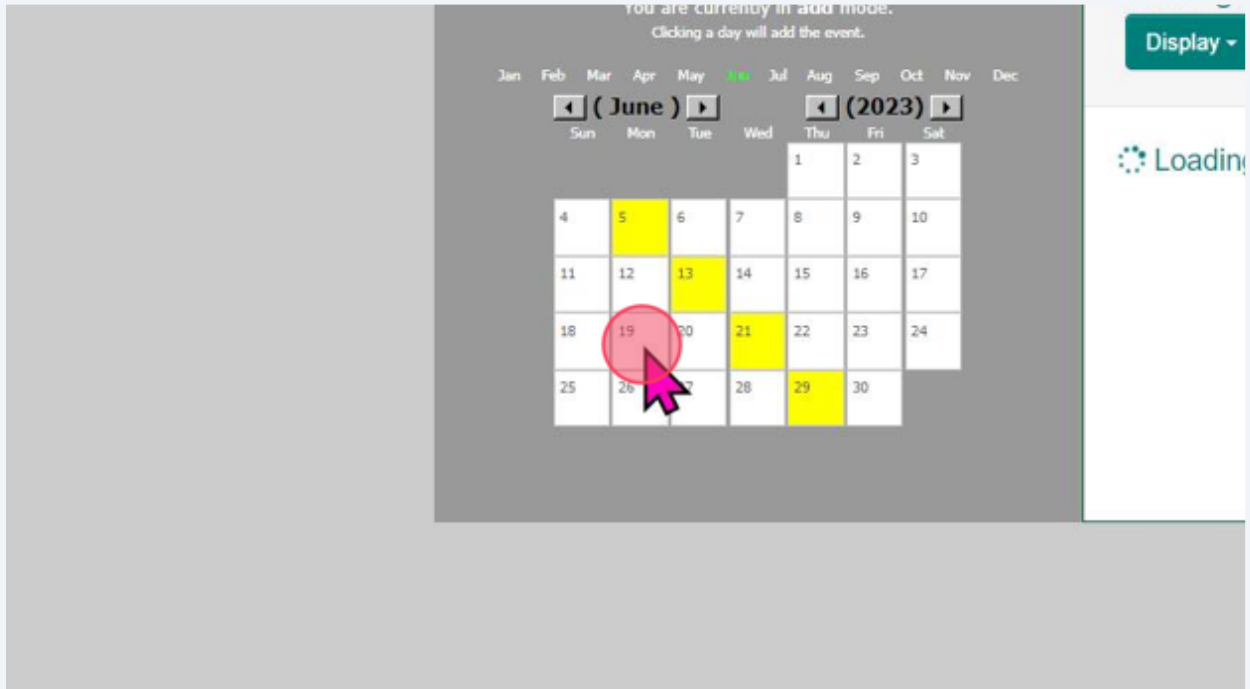 You are currently in add mode.
Clicking a day will add the event.
Display
Jan Feb Mar Apr May Jun Jul Aug Sep Oct Nov Dec
( June ) (2023)
Sun Mon Tue Wed Thu Fri Sat
Loading
1 2 3
4 5 6 7 8 9 10
11 12 13 14 15 16 17
18 19 20 21 22 23 24
25 26 27 28 29 30